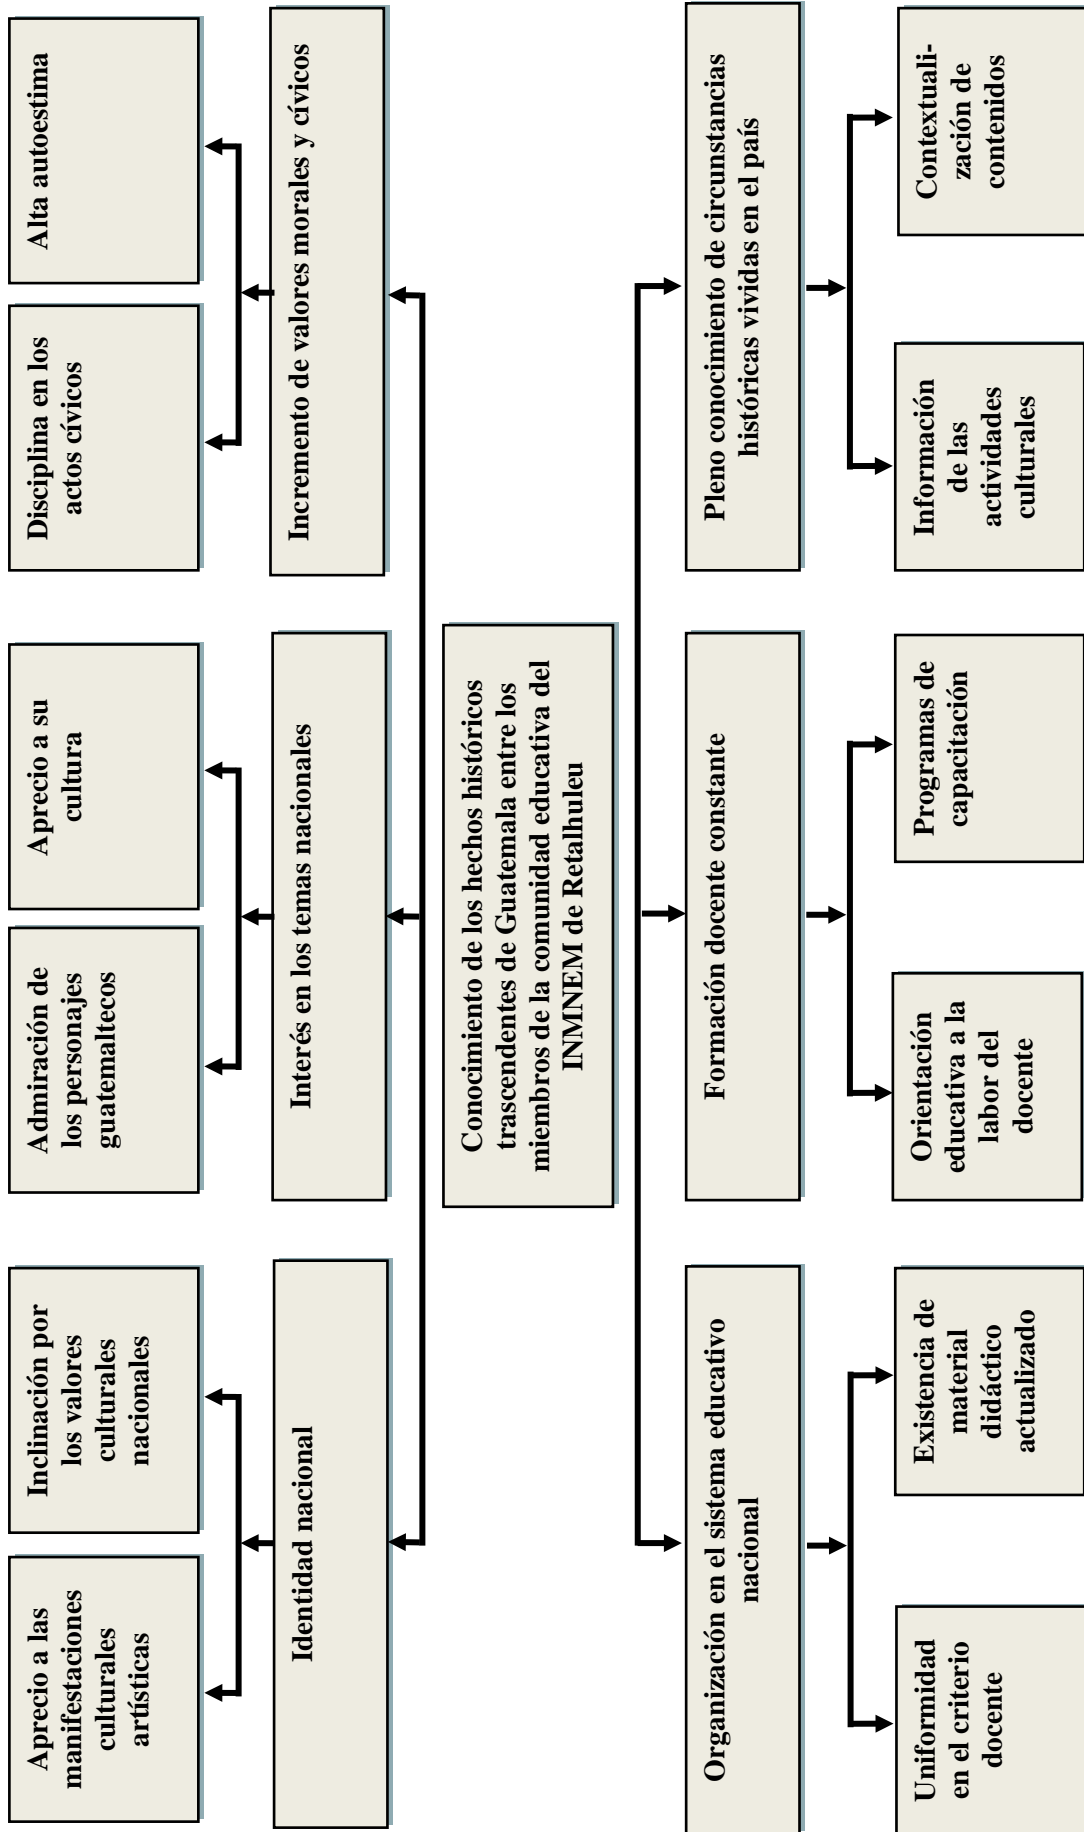 Aprecio a las
manifestaciones
culturales
artísticas
Inclinación por
los valores
culturales
nacionales
Admiración de
los personajes
guatemaltecos
Aprecio a su
cultura
Disciplina en los
actos cívicos
Alta autoestima
Identidad nacional
Interés en los temas nacionales
Incremento de valores morales y cívicos
Conocimiento de los hechos históricos
trascendentes de Guatemala entre los
miembros de la comunidad educativa del
INMNEM de Retalhuleu
Organización en el sistema educativo
nacional
Formación docente constante
Pleno conocimiento de circunstancias
históricas vividas en el país
Uniformidad
en el criterio
docente
Existencia de
material
didáctico
actualizado
Orientación
educativa a la
labor del
docente
Programas de
capacitación
Información
de las
actividades
culturales
Contextuali-
zación de
contenidos